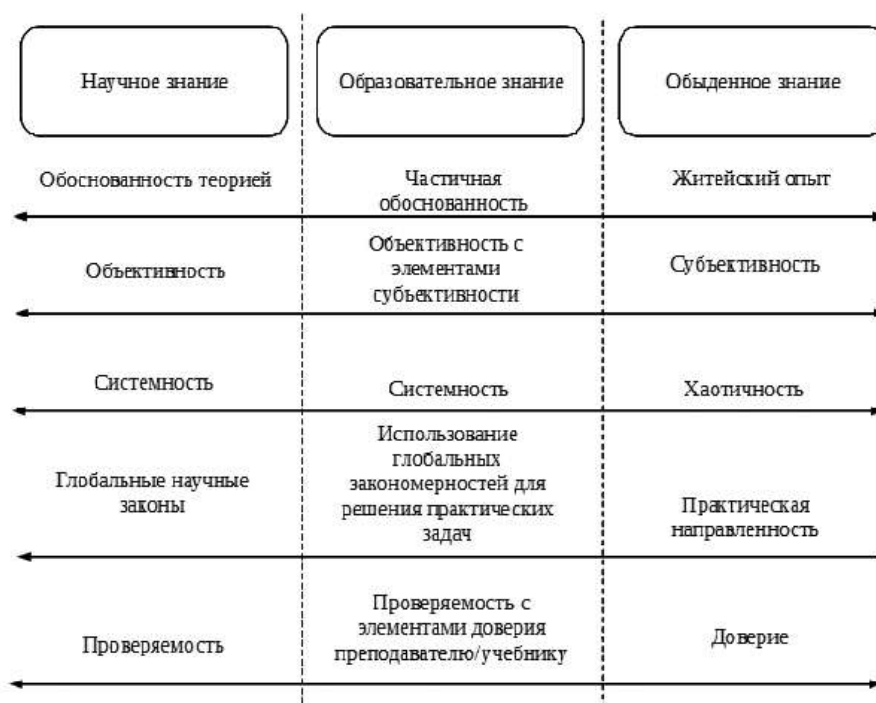 Научное знание
Образовательное знание
Обыденное знание
Обоснованность теорией
Частичная
обоснованность
Житейский опыт
Объективность
Объективность с
элементами
субъективности
Субъективность
Системность
Системность
Хаотичность
Глобальные научные
законы
Использование
глобальных
закономерностей для
решения практических
задач
Практическая
направленность
Проверяемость
Проверяемость с
элементами доверия
преподавателю/учебнику
Доверие